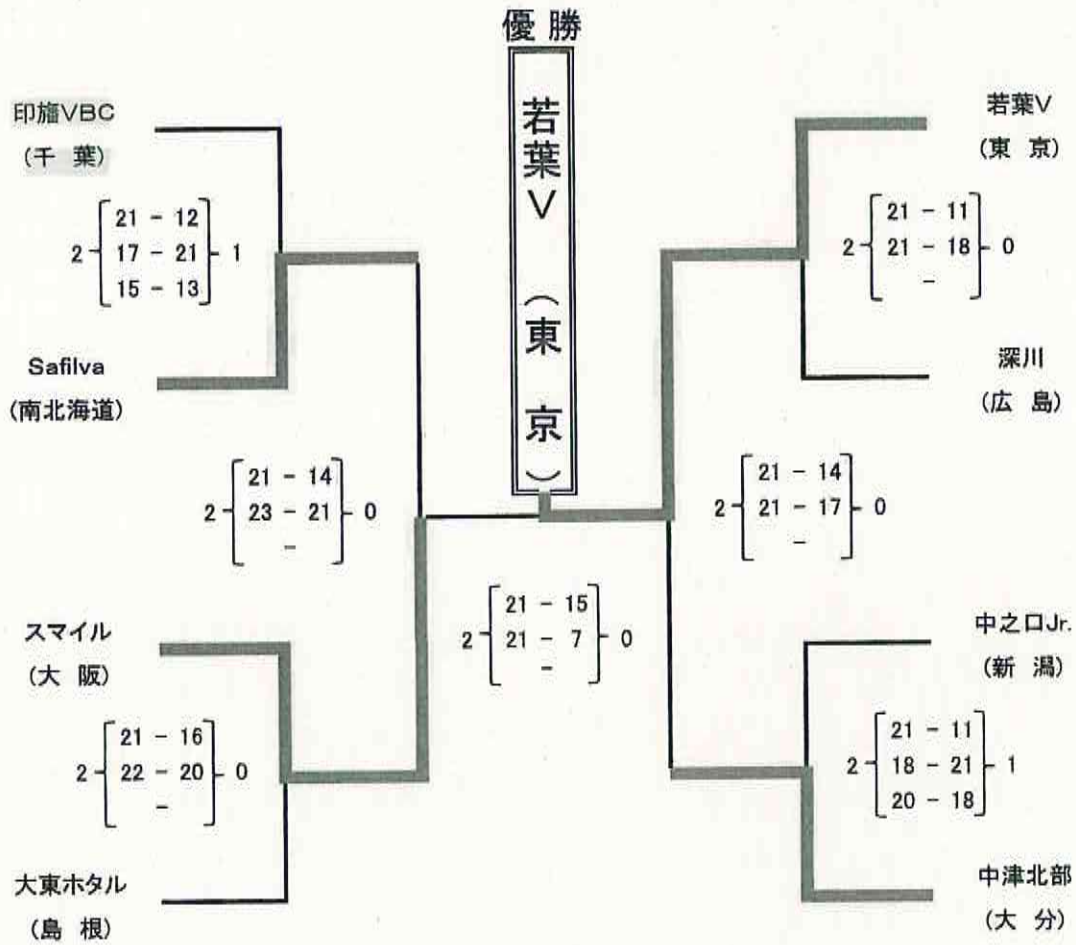 優勝
若葉V（東京）
印旛VBC
(千 葉)
2 21 - 12 1
17 - 21
15 - 13
Safilva
(南北海道)
2 21 - 14 0
23 - 21
-
スマイル
(大 阪)
2 21 - 16 0
22 - 20
-
大東ホタル
(島 根)
2 21 - 15 0
21 - 7
-
若葉V
(東 京)
2 21 - 11 0
21 - 18
-
深川
(広 島)
2 21 - 14 0
21 - 17
-
中之口Jr.
(新 潟)
2 21 - 11 1
18 - 21
20 - 18
中津北部
(大 分)